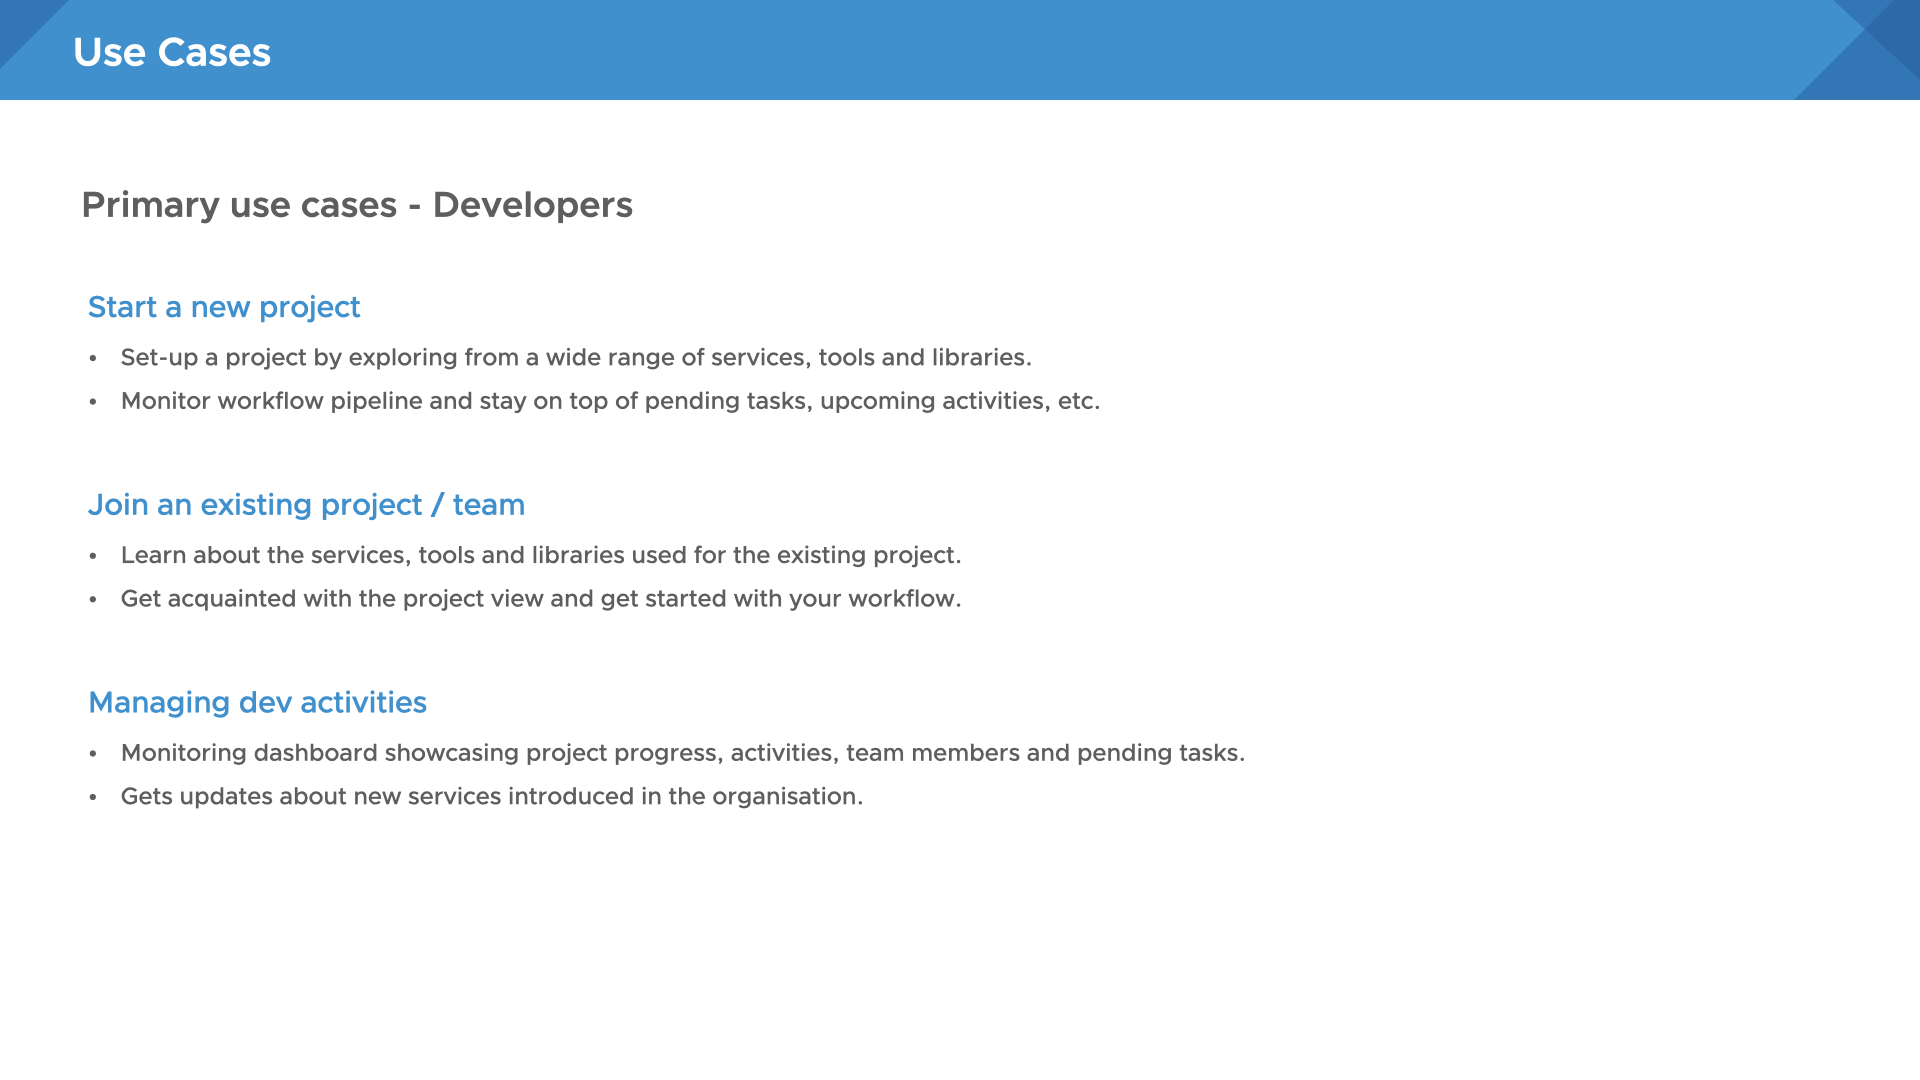 Use Cases
Primary use cases - Developers
Start a new project
• Set-up a project by exploring from a wide range of services, tools and libraries.
• Monitor workflow pipeline and stay on top of pending tasks, upcoming activities, etc.
Join an existing project / team
• Learn about the services, tools and libraries used for the existing project.
• Get acquainted with the project view and get started with your workflow.
Managing dev activities
• Monitoring dashboard showcasing project progress, activities, team members and pending tasks.
• Gets updates about new services introduced in the organisation.